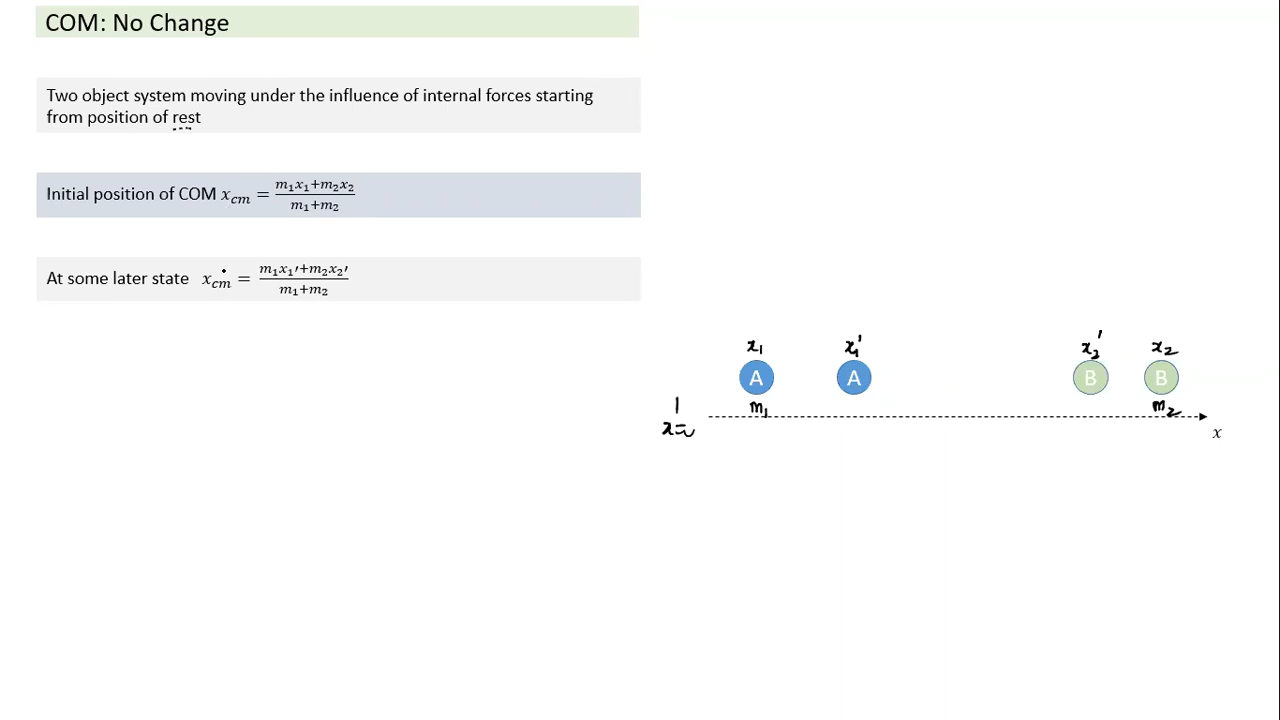 COM: No Change
Two object system moving under the influence of internal forces starting
from position of rest
Initial position of COM x_cm = (m₁x₁+m₂x₂)/(m₁+m₂)
At some later state x_cm = (m₁x₁′+m₂x₂′)/(m₁+m₂)
x₁ x₁′ x₂′ x₂
A A B B
m₁ m₂
x=0
x